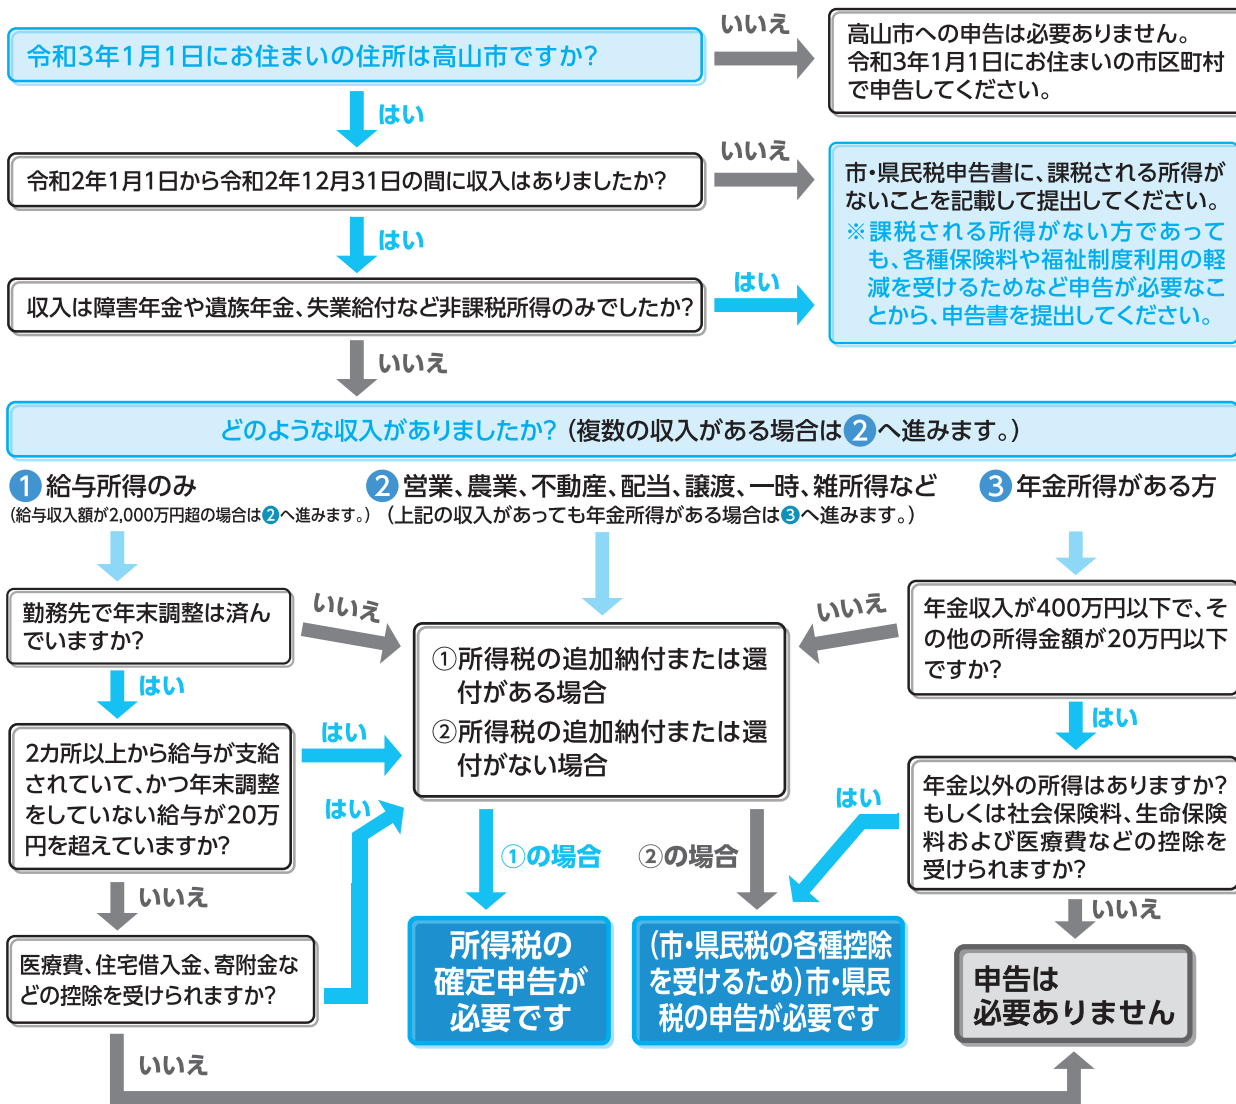 令和3年1月1日にお住まいの住所は高山市ですか?
いいえ
高山市への申告は必要ありません。
令和3年1月1日にお住まいの市区町村
で申告してください。
はい
令和2年1月1日から令和2年12月31日の間に収入はありましたか?
いいえ
市・県民税申告書に、課税される所得が
ないことを記載して提出してください。
※課税される所得がない方であって
も、各種保険料や福祉制度利用の軽
減を受けるためなど申告が必要なこ
とから、申告書を提出してください。
はい
収入は障害年金や遺族年金、失業給付など非課税所得のみでしたか?
はい
いいえ
どのような収入がありましたか?(複数の収入がある場合は2へ進みます。)
1 給与所得のみ
(給与収入額が2,000万円超の場合は2へ進みます。)
2 営業、農業、不動産、配当、譲渡、一時、雑所得など
(上記の収入があっても年金所得がある場合は3へ進みます。)
3 年金所得がある方
勤務先で年末調整は済ん
でいますか?
いいえ
はい
2カ所以上から給与が支給
されていて、かつ年末調整
をしていない給与が20万
円を超えていますか?
はい
いいえ
医療費、住宅借入金、寄附金な
どの控除を受けられますか?
はい
いいえ
①所得税の追加納付または還
付がある場合
②所得税の追加納付または還
付がない場合
①の場合
②の場合
所得税の
確定申告が
必要です
(市・県民税の各種控除
を受けるため)市・県民
税の申告が必要です
年金収入が400万円以下で、そ
の他の所得金額が20万円以下
ですか?
いいえ
はい
年金以外の所得はありますか?
もしくは社会保険料、生命保険
料および医療費などの控除を
受けられますか?
はい
いいえ
申告は
必要ありません